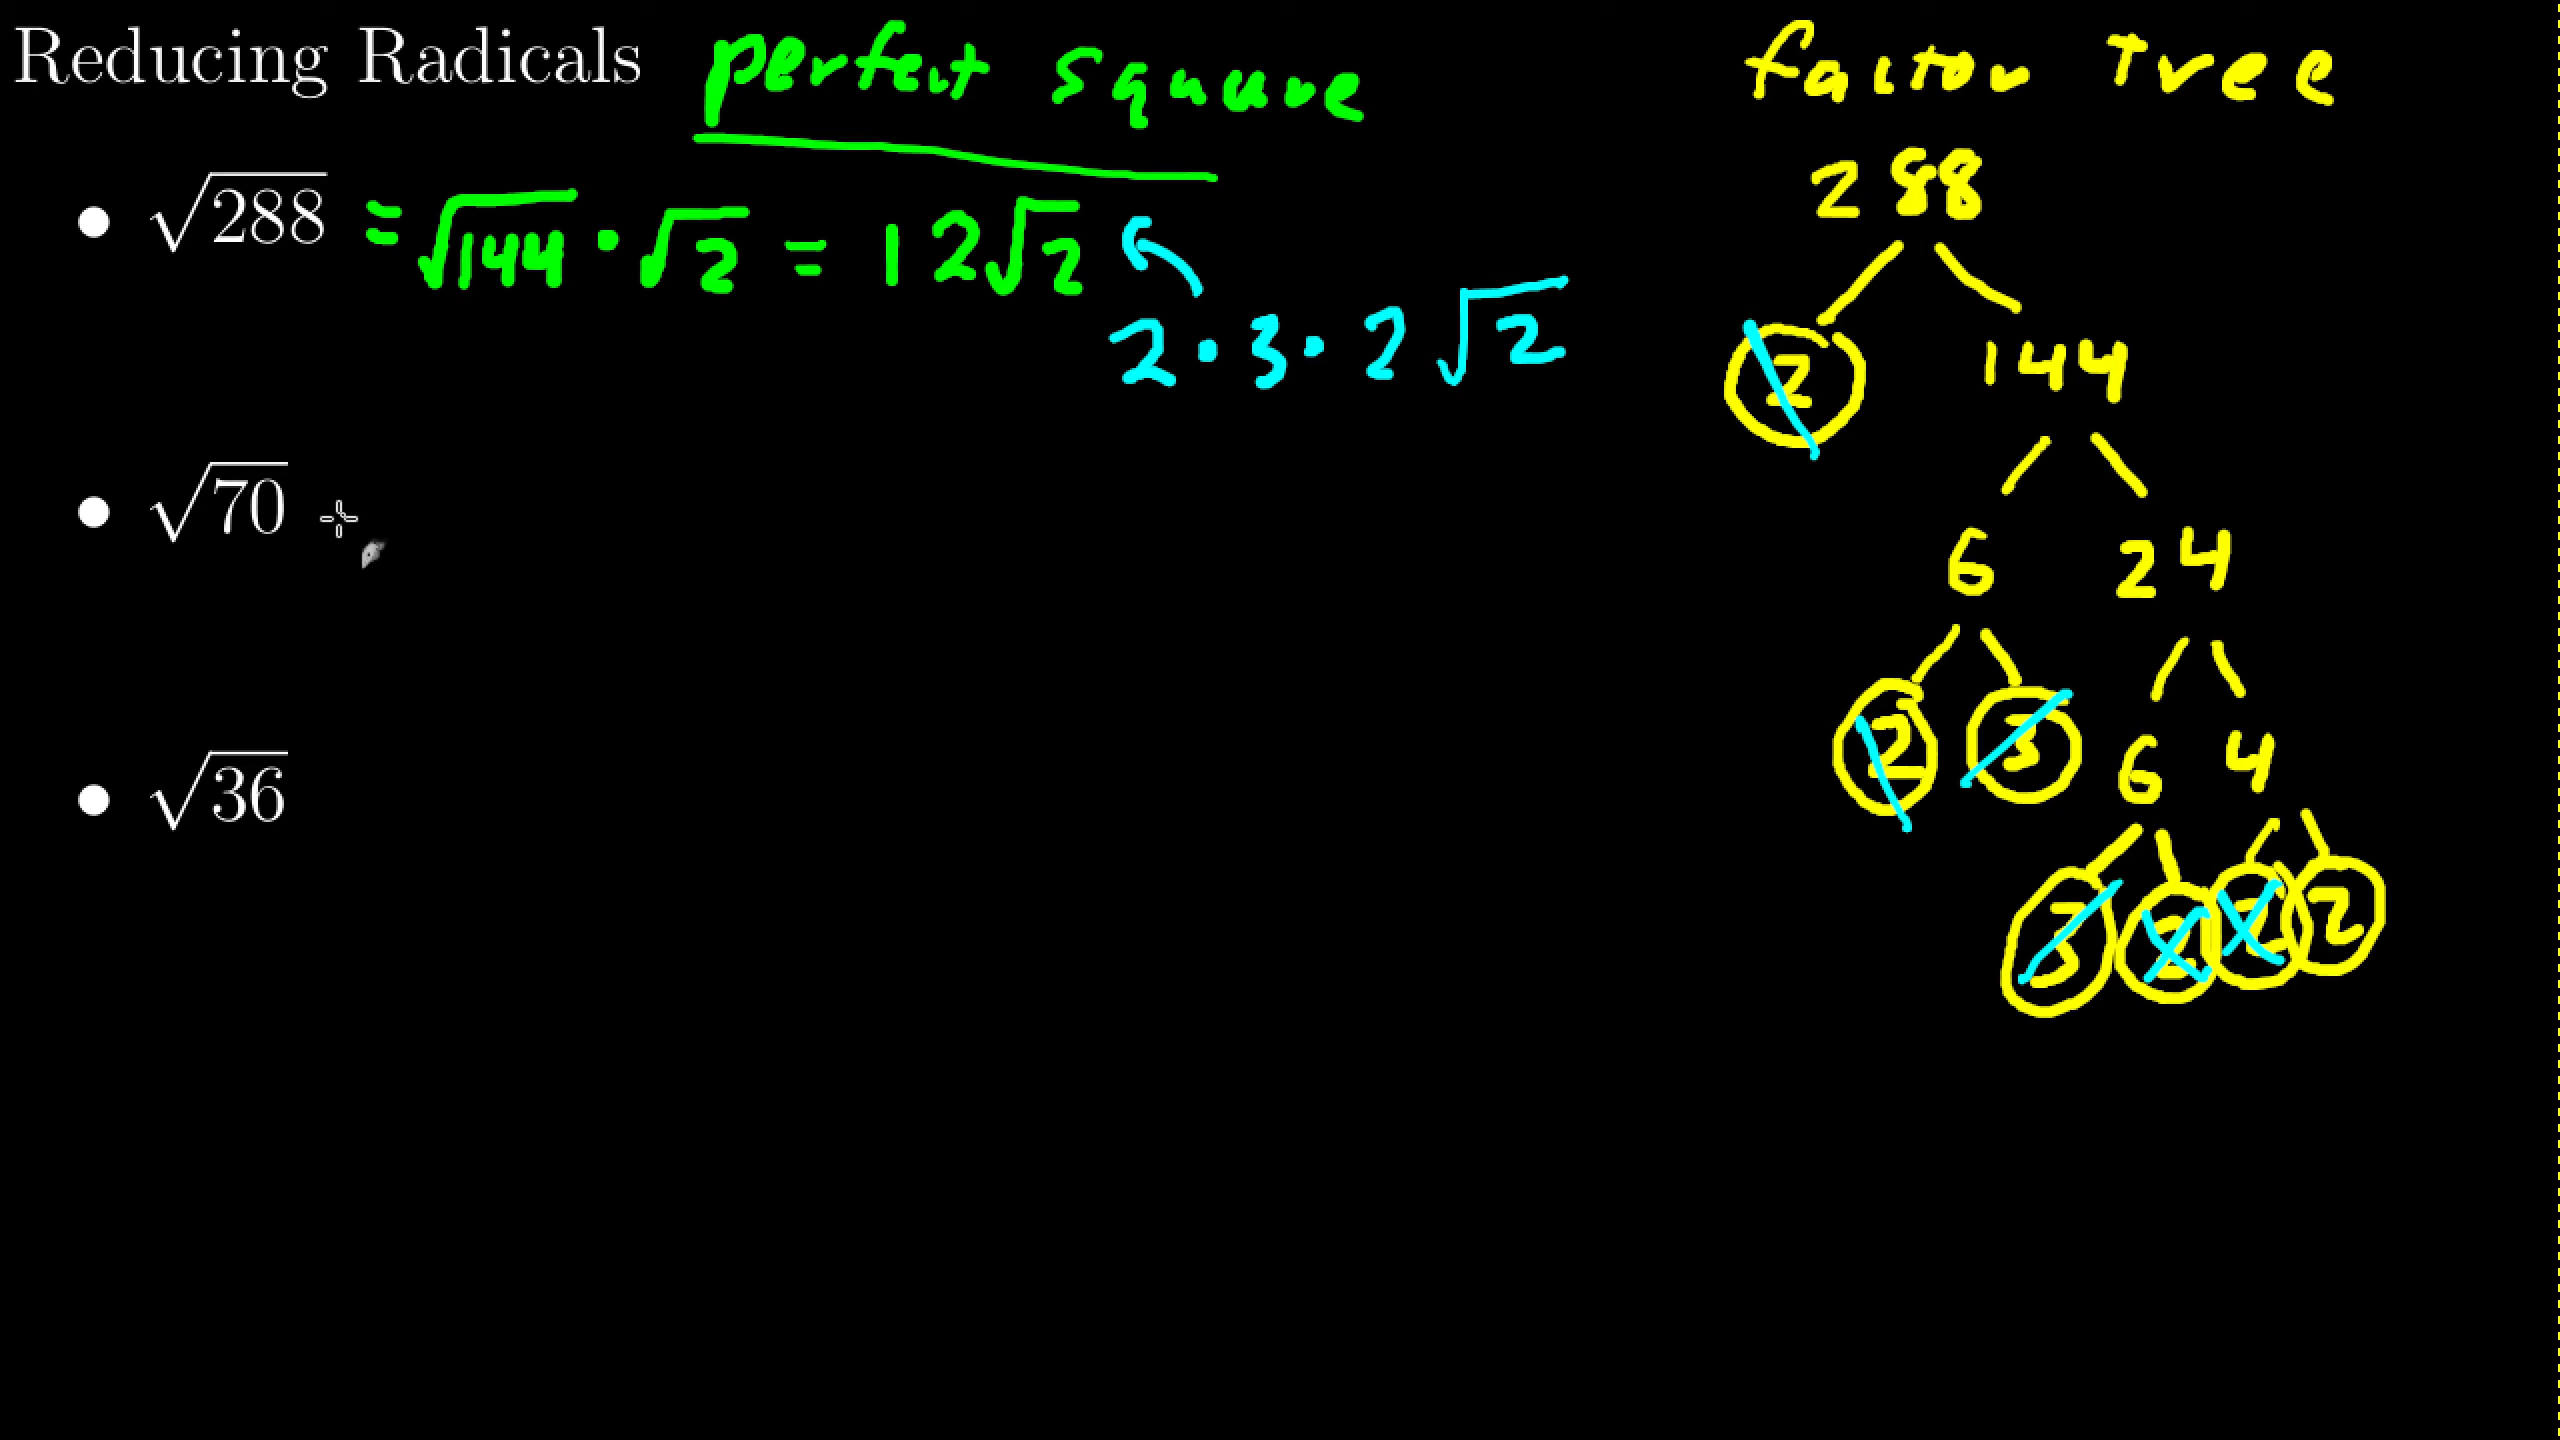 Reducing Radicals perfect square
factor Tree
• √288 = √144 · √2 = 12√2
2 · 3 · 2 √2
• √70
• √36
288
2 144
6 24
2 3 6 4
3 2 2 2